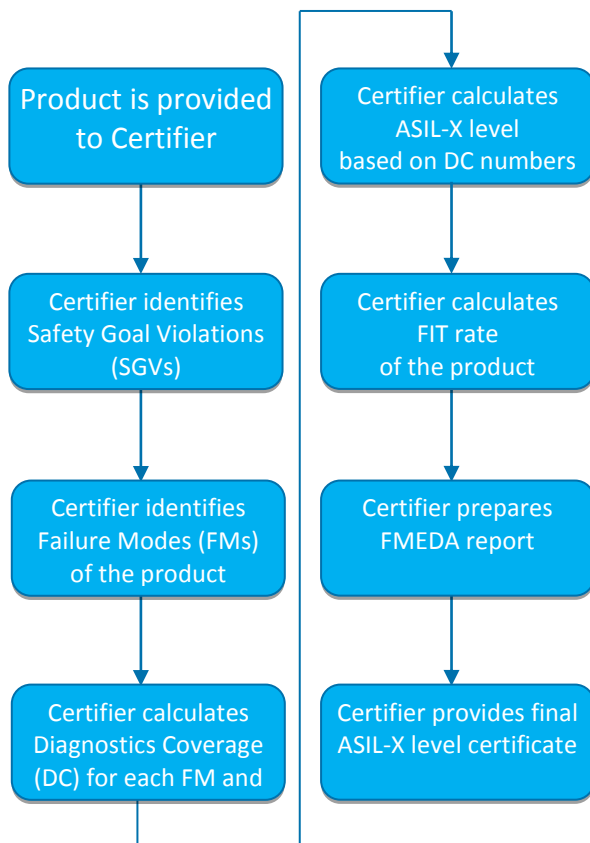 Product is provided
to Certifier
Certifier identifies
Safety Goal Violations
(SGVs)
Certifier identifies
Failure Modes (FMs)
of the product
Certifier calculates
Diagnostics Coverage
(DC) for each FM and
Certifier calculates
ASIL-X level
based on DC numbers
Certifier calculates
FIT rate
of the product
Certifier prepares
FMEDA report
Certifier provides final
ASIL-X level certificate